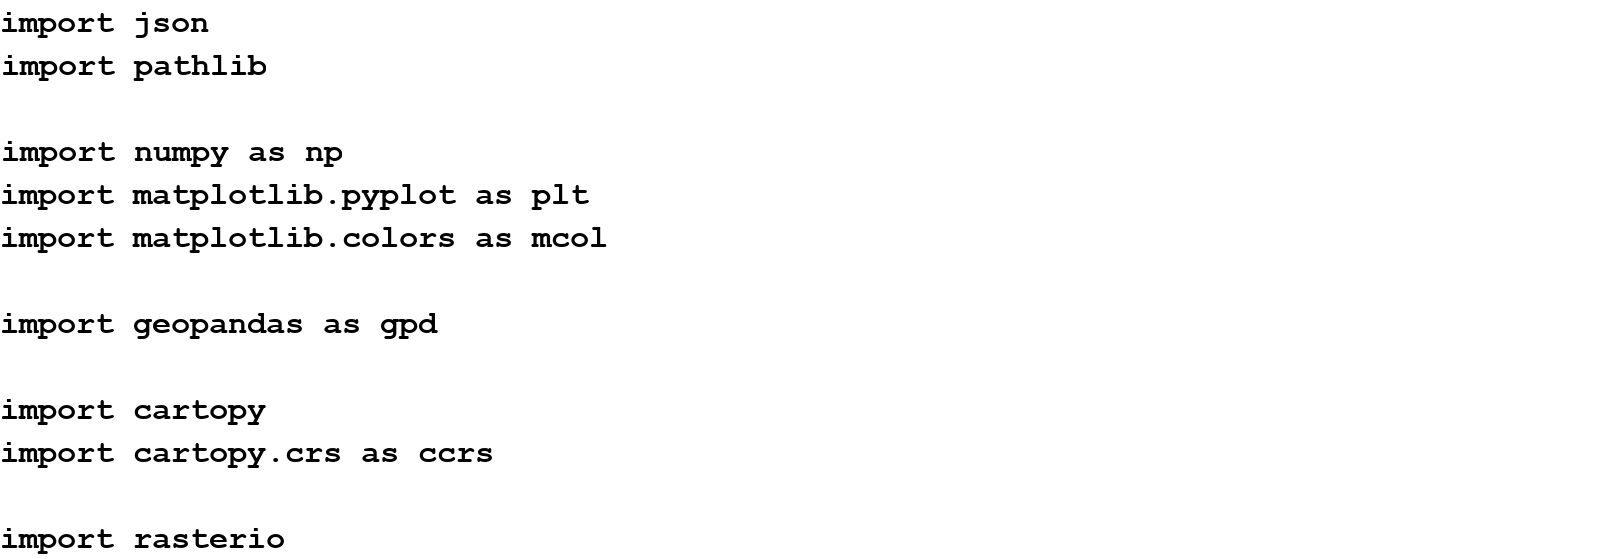 import json
import pathlib

import numpy as np
import matplotlib.pyplot as plt
import matplotlib.colors as mcol

import geopandas as gpd

import cartopy
import cartopy.crs as ccrs

import rasterio